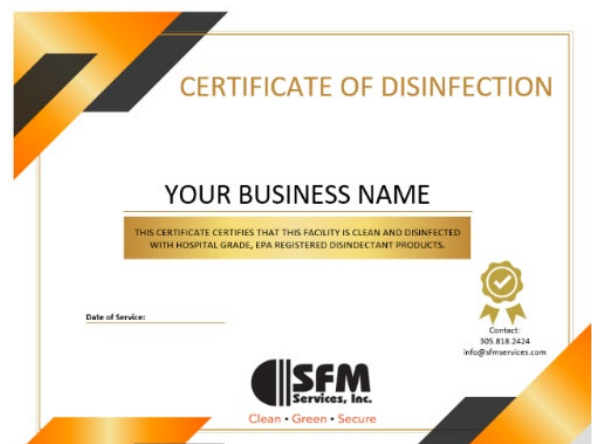 CERTIFICATE OF DISINFECTION
YOUR BUSINESS NAME
THIS CERTIFICATE CERTIFIES THAT THIS FACILITY IS CLEAN AND DISINFECTED
WITH HOSPITAL GRADE, EPA REGISTERED DISINDECTANT PRODUCTS.
Date of Service:
Contact:
305.818.2424
info@sfmservices.com
SFM
Services, Inc.
Clean • Green • Secure